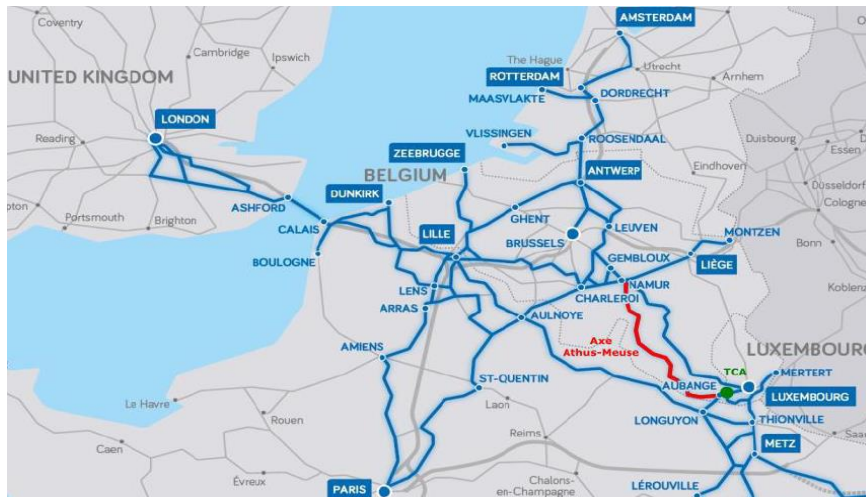 Coventry
Cambridge
Ipswich
UNITED KINGDOM
LONDON
Reading
Portsmouth
Brighton
ASHFORD
CALAIS
BOULOGNE
DUNKIRK
AMSTERDAM
The Hague
Utrecht
Arnhem
ROTTERDAM
MAASVLAKTE
DORDRECHT
VLISSINGEN
ROOSENDAAL
ZEEBRUGGE
BELGIUM
ANTWERP
Eindhoven
Duisburg
Essen
Düsseldorf
Cologne
Bonn
Koblenz
GHENT
LILLE
BRUSSELS
LEUVEN
MONTZEN
GEMBLOUX
LIÈGE
NAMUR
CHARLEROI
LENS
ARRAS
AULNOYE
AMIENS
Axe
Athus-Meuse
LUXEMBOURG
TCA
MERTERT
AUBANGE
LUXEMBOURG
ST-QUENTIN
Laon
LONGUYON
THIONVILLE
METZ
Le Havre
Rouen
Caen
Reims
Évreux
Chalons-
en-Champagne
PARIS
LÉROUVILLE